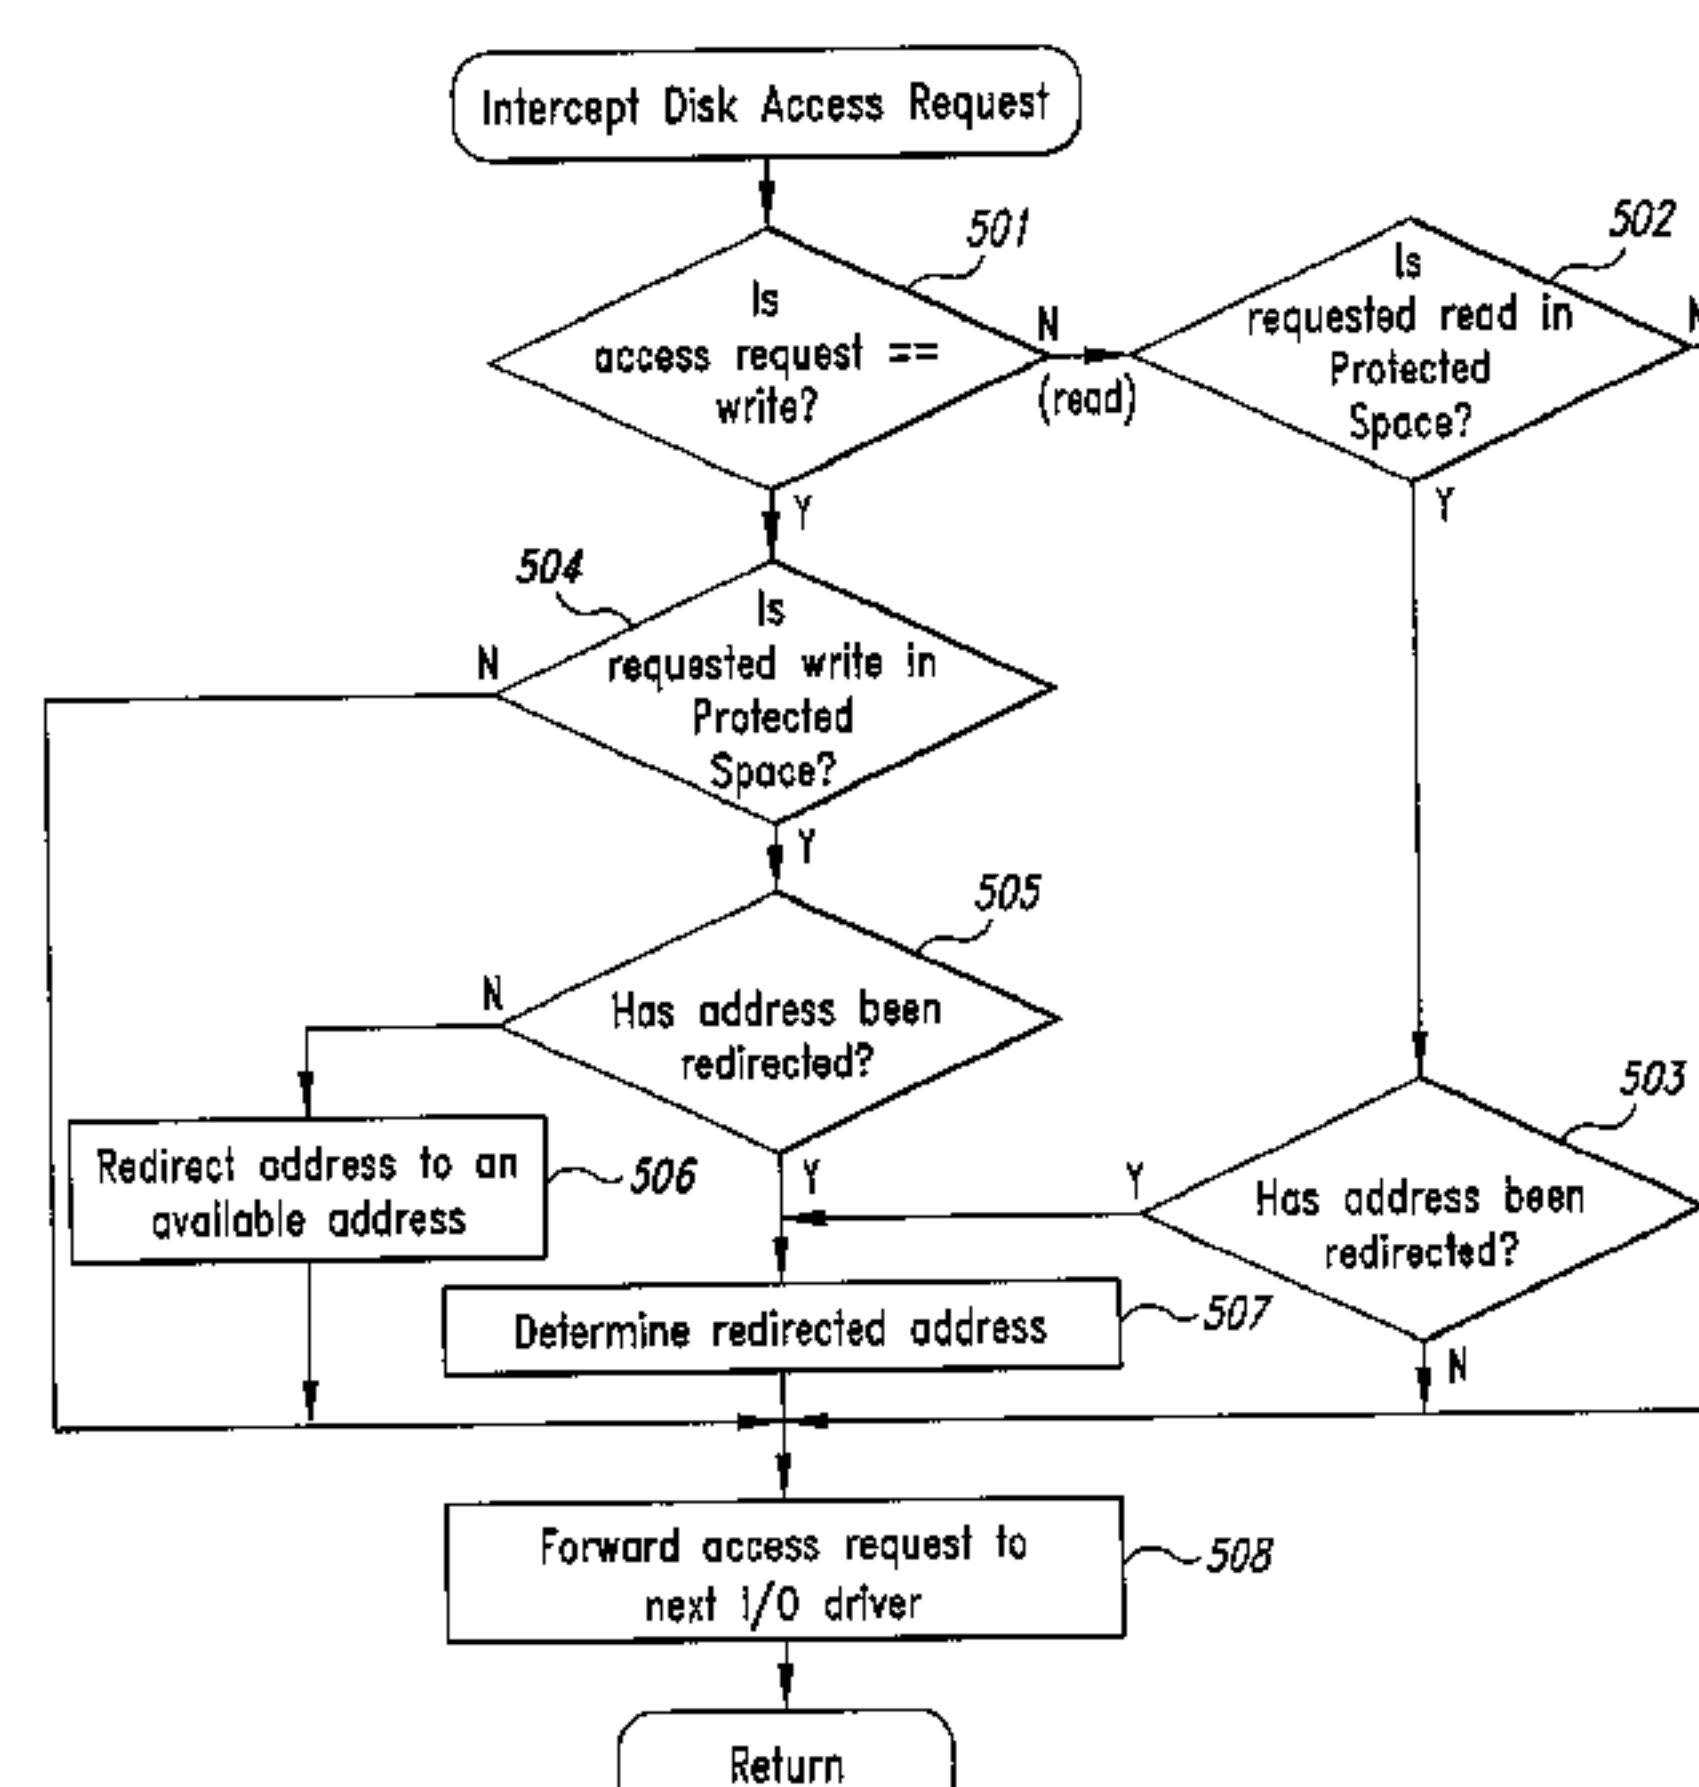 Intercept Disk Access Request
501
Is
access request ==
write?
N
(read)
Y
502
Is
requested read in
Protected
Space?
N
Y
504
Is
requested write in
Protected
Space?
N
Y
505
Has address been
redirected?
N
Y
503
Has address been
redirected?
Y
N
Redirect address to an
available address
506
Determine redirected address
507
Forward access request to
next i/O driver
508
Return